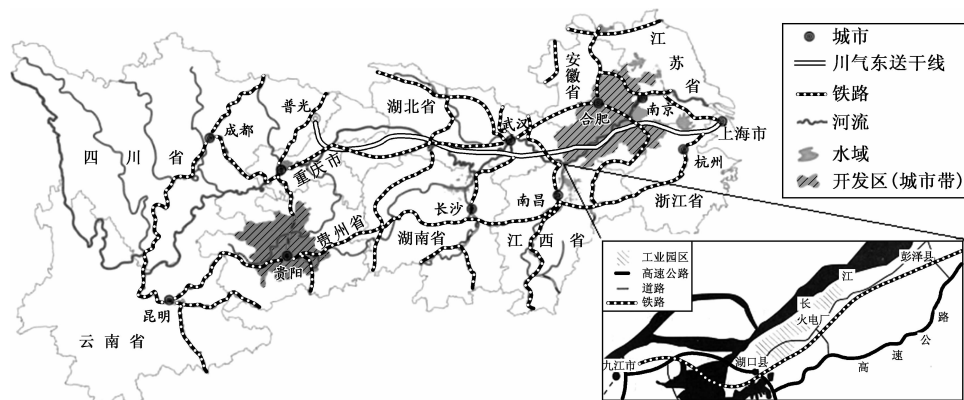 城市
川气东送干线
铁路
河流
水域
开发区(城市带)
江
苏
省
安
徽
省
南京
合肥
上海市
杭州
浙江省
湖北省
武汉
普光
成都
四川省
重庆市
贵州省
贵阳
长沙
湖南省
南昌
江西省
昆明
云南省
工业园区
高速公路
道路
铁路
彭泽县
长江
火电厂
湖口县
九江市
高速公路